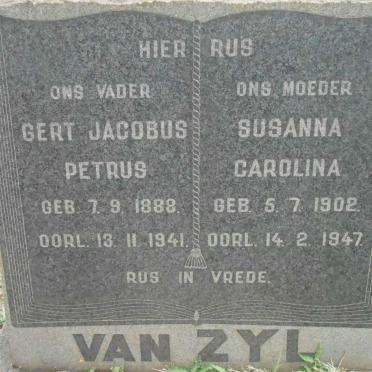 HIER RUS
ONS VADER
GERT JACOBUS
PETRUS
GEB. 7. 9. 1888.
OORL. 13. 11. 1941.
ONS MOEDER
SUSANNA
CAROLINA
GEB. 5. 7. 1902.
OORL. 14. 2. 1947.
RUS IN VREDE.
VAN ZYL